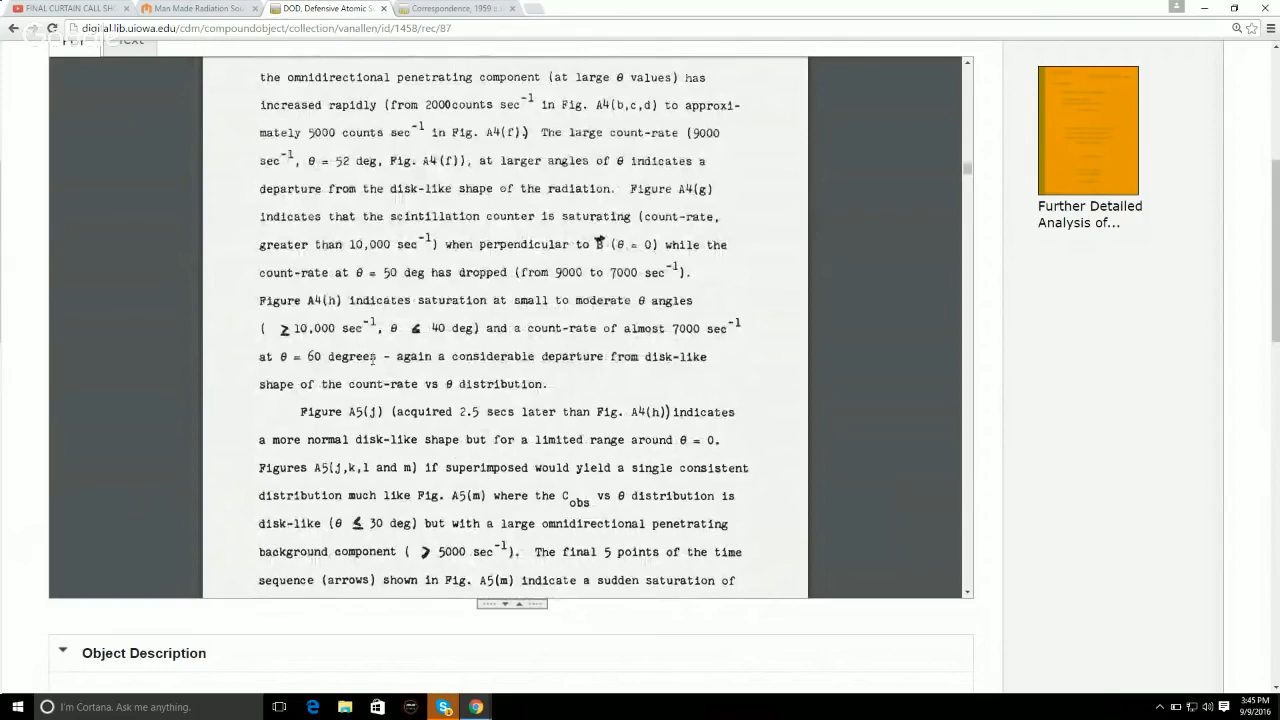 FINAL CURTAIN CALL SH
Man Made Radiation Sou
DOD, Defensive Atomic S
Correspondence, 1959 u
digital.lib.uiowa.edu/cdm/compoundobject/collection/vanallen/id/1458/rec/87
Text
the omnidirectional penetrating component (at large θ values) has
increased rapidly (from 2000counts sec⁻¹ in Fig. A4(b,c,d) to approxi-
mately 5000 counts sec⁻¹ in Fig. A4(f).) The large count-rate (9000
sec⁻¹, θ = 52 deg, Fig. A4(f)), at larger angles of θ indicates a
departure from the disk-like shape of the radiation. Figure A4(g)
indicates that the scintillation counter is saturating (count-rate,
greater than 10,000 sec⁻¹) when perpendicular to B (θ = 0) while the
count-rate at θ = 50 deg has dropped (from 9000 to 7000 sec⁻¹).
Figure A4(h) indicates saturation at small to moderate θ angles
( ≥ 10,000 sec⁻¹, θ ≤ 40 deg) and a count-rate of almost 7000 sec⁻¹
at θ = 60 degrees - again a considerable departure from disk-like
shape of the count-rate vs θ distribution.
Figure A5(j) (acquired 2.5 secs later than Fig. A4(h)) indicates
a more normal disk-like shape but for a limited range around θ = 0.
Figures A5(j,k,l and m) if superimposed would yield a single consistent
distribution much like Fig. A5(m) where the C obs vs θ distribution is
disk-like (θ ≤ 30 deg) but with a large omnidirectional penetrating
background component ( > 5000 sec⁻¹). The final 5 points of the time
sequence (arrows) shown in Fig. A5(m) indicate a sudden saturation of
Further Detailed
Analysis of...
Object Description
I'm Cortana. Ask me anything.
3:45 PM
9/9/2016